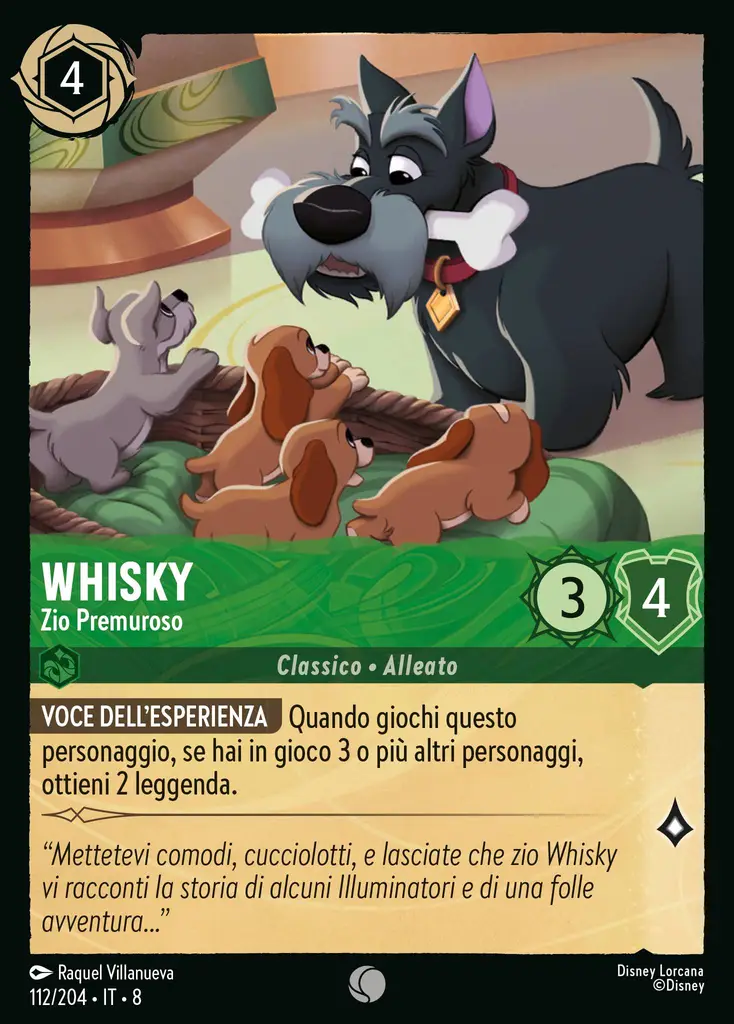 4
WHISKY
Zio Premuroso
3
4
Classico • Alleato
VOCE DELL'ESPERIENZA Quando giochi questo
personaggio, se hai in gioco 3 o più altri personaggi,
ottieni 2 leggenda.
“Mettetevi comodi, cucciolotti, e lasciate che zio Whisky
vi racconti la storia di alcuni Illuminatori e di una folle
avventura...”
Raquel Villanueva
112/204 • IT • 8
Disney Lorcana
©Disney